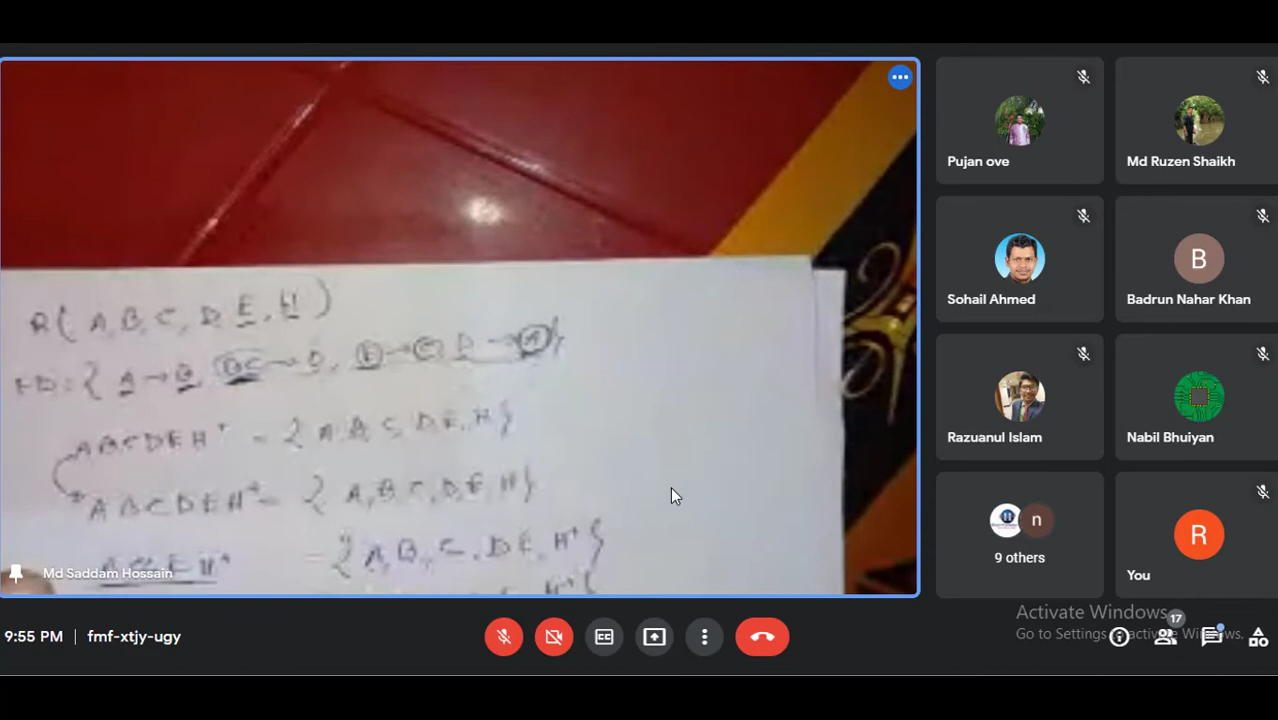 R(A, B, C, D, E, H)
FD = { A → B, BC → D, E → C, D → A }
ABCDEH⁺ = { A B C D E, H }
ABCDEH⁺ = { A, B, C, D, E, H }
= { A, B, C, D E, H⁺ }
Md Saddam Hossain
Pujan ove
Md Ruzen Shaikh
Sohail Ahmed
B
Badrun Nahar Khan
Razuanul Islam
Nabil Bhuiyan
n
9 others
R
You
9:55 PM | fmf-xtjy-ugy
CC
17
Activate Windows
Go to Settings to activate Windows.